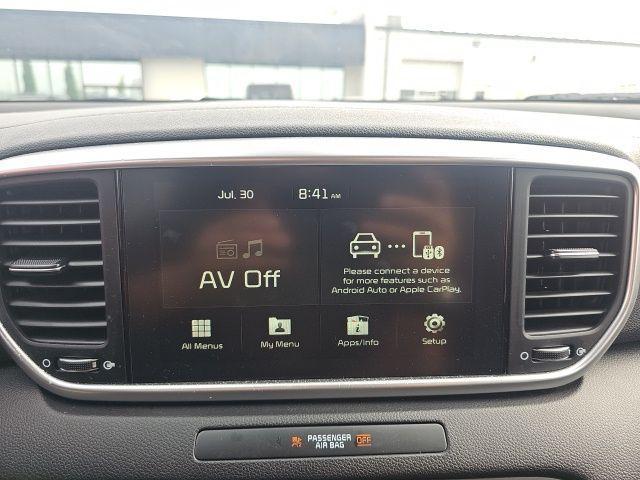 Jul. 30 8:41 AM
AV Off
Please connect a device
for more features such as
Android Auto or Apple CarPlay.
All Menus My Menu Apps/Info Setup
PASSENGER OFF
AIR BAG